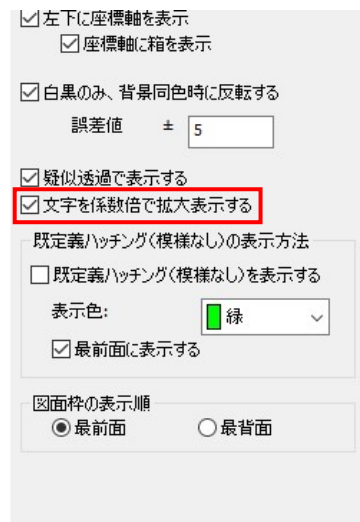 左下に座標軸を表示
座標軸に箱を表示
白黒のみ、背景同色時に反転する
誤差値 ± 5
疑似透過で表示する
文字を係数倍で拡大表示する
既定義ハッチング(模様なし)の表示方法
既定義ハッチング(模様なし)を表示する
表示色: 緑
最前面に表示する
図面枠の表示順
最前面 最背面